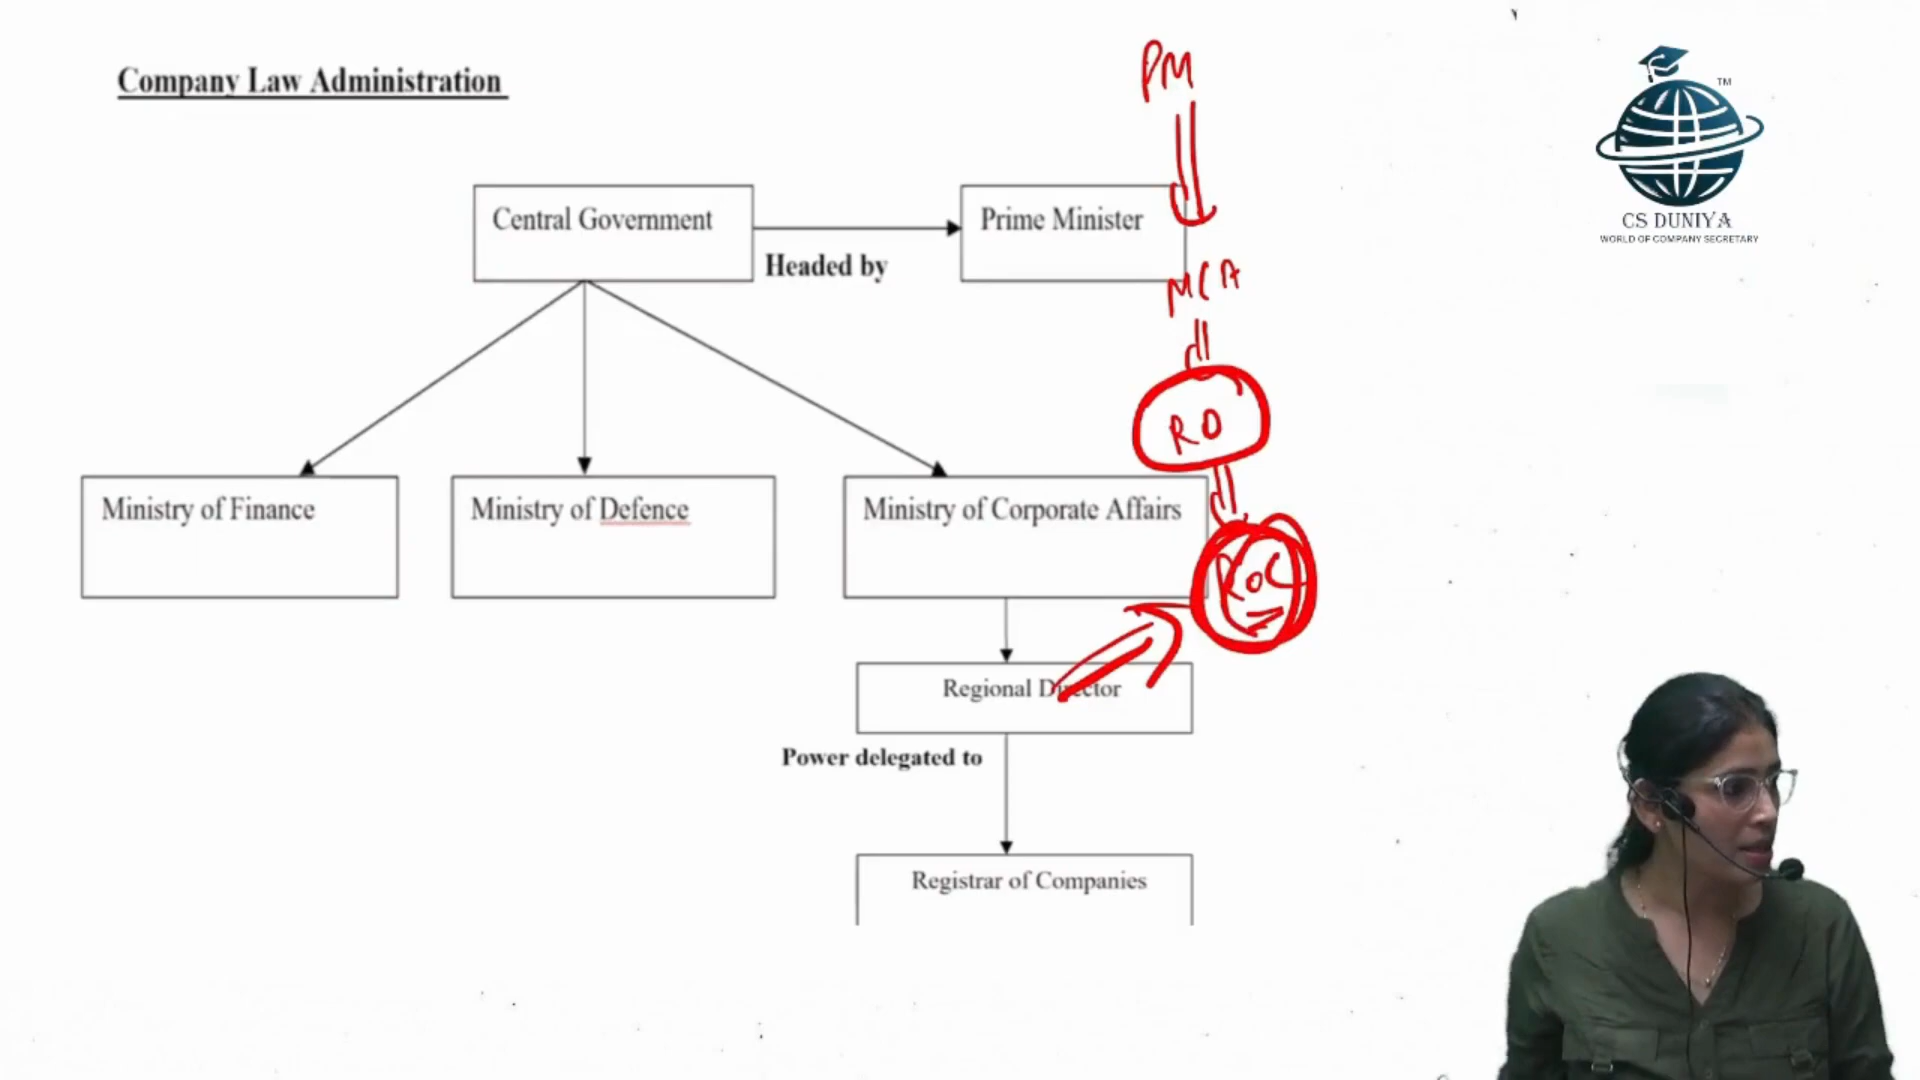 Company Law Administration
PM
TM
CS DUNIYA
WORLD OF COMPANY SECRETARY
Central Government
Headed by
Prime Minister
MCA
RD
Ministry of Finance
Ministry of Defence
Ministry of Corporate Affairs
ROC
Regional Director
Power delegated to
Registrar of Companies